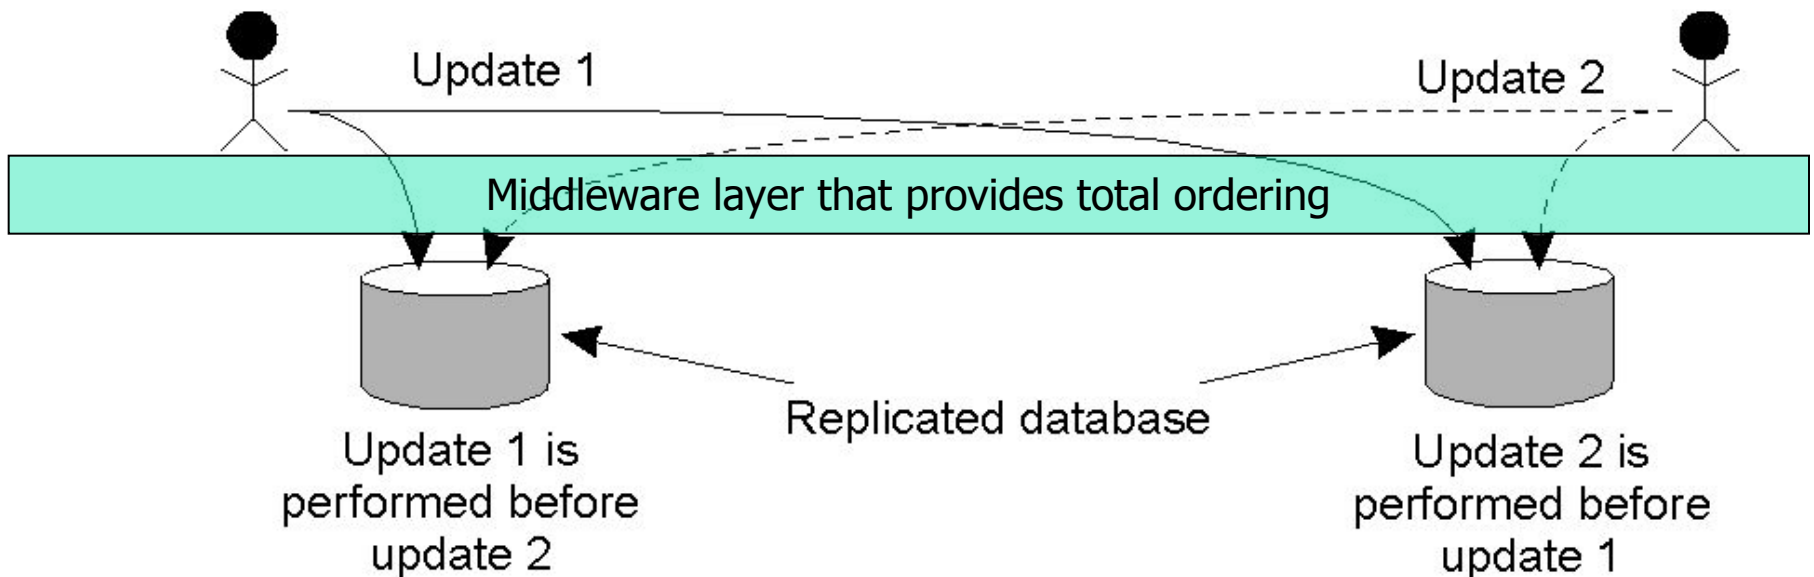 Update 1
Update 2
Middleware layer that provides total ordering
Replicated database
Update 1 is
performed before
update 2
Update 2 is
performed before
update 1